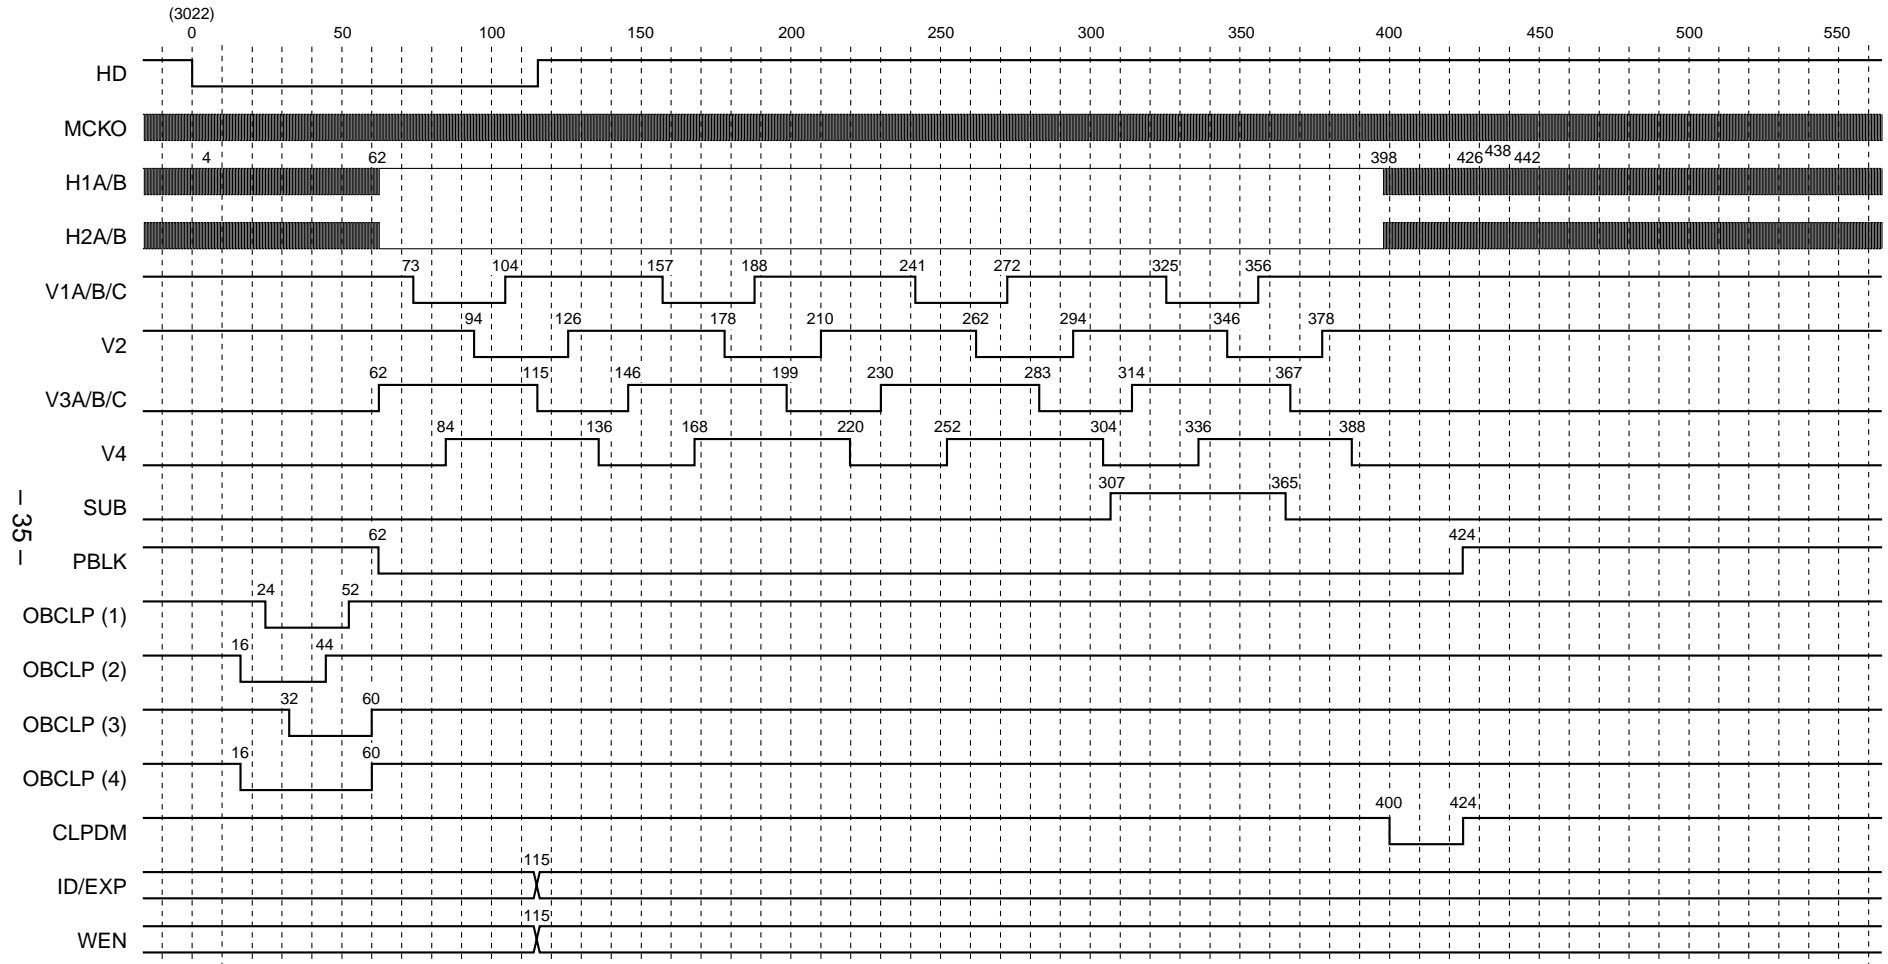 (3022)
0 50 100 150 200 250 300 350 400 450 500 550
HD
MCKO
4 62 398 426 438 442
H1A/B
H2A/B
73 104 157 188 241 272 325 356
V1A/B/C
94 126 178 210 262 294 346 378
V2
62 115 146 199 230 283 314 367
V3A/B/C
84 136 168 220 252 304 336 388
V4
307 365
SUB
62 424
PBLK
24 52
OBCLP (1)
16 44
OBCLP (2)
32 60
OBCLP (3)
16 60
OBCLP (4)
400 424
CLPDM
115
ID/EXP
115
WEN
– 35 –